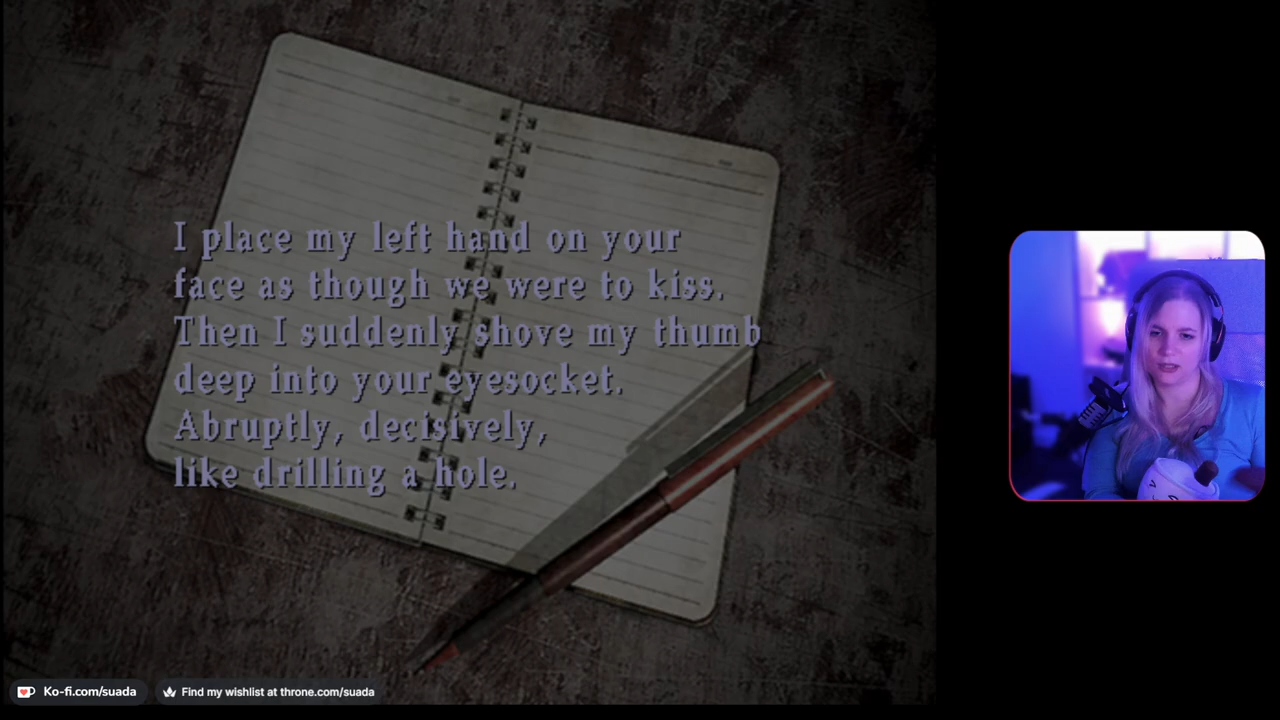 I place my left hand on your
face as though we were to kiss.
Then I suddenly shove my thumb
deep into your eyesocket.
Abruptly, decisively,
like drilling a hole.
Ko-fi.com/suada
Find my wishlist at throne.com/suada